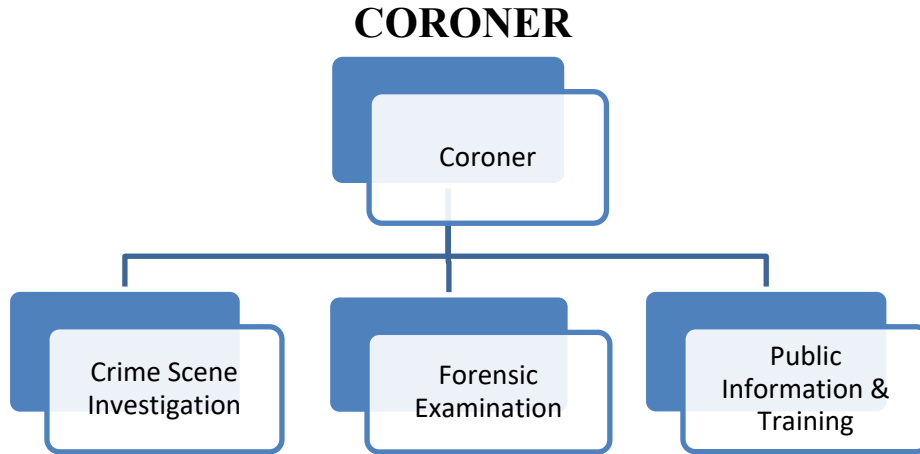 CORONER
Coroner
Crime Scene
Investigation
Forensic
Examination
Public
Information &
Training